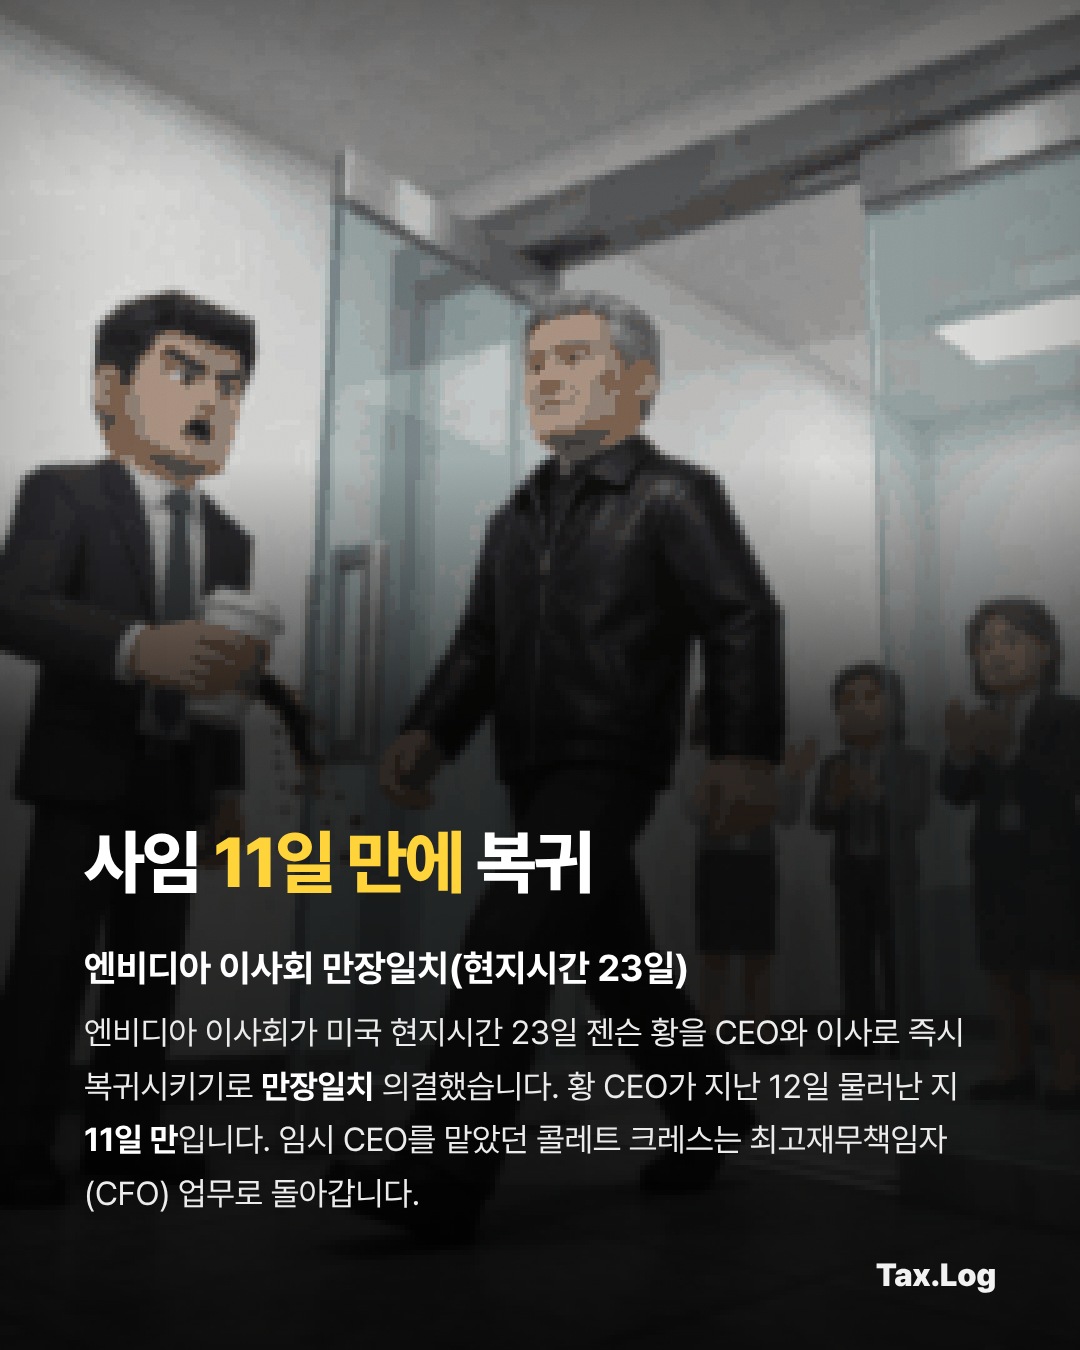 사임 11일 만에 복귀
엔비디아 이사회 만장일치(현지시간 23일)
엔비디아 이사회가 미국 현지시간 23일 젠슨 황을 CEO와 이사로 즉시
복귀시키기로 만장일치 의결했습니다. 황 CEO가 지난 12일 물러난 지
11일 만입니다. 임시 CEO를 맡았던 콜레트 크레스는 최고재무책임자
(CFO) 업무로 돌아갑니다.
Tax.Log